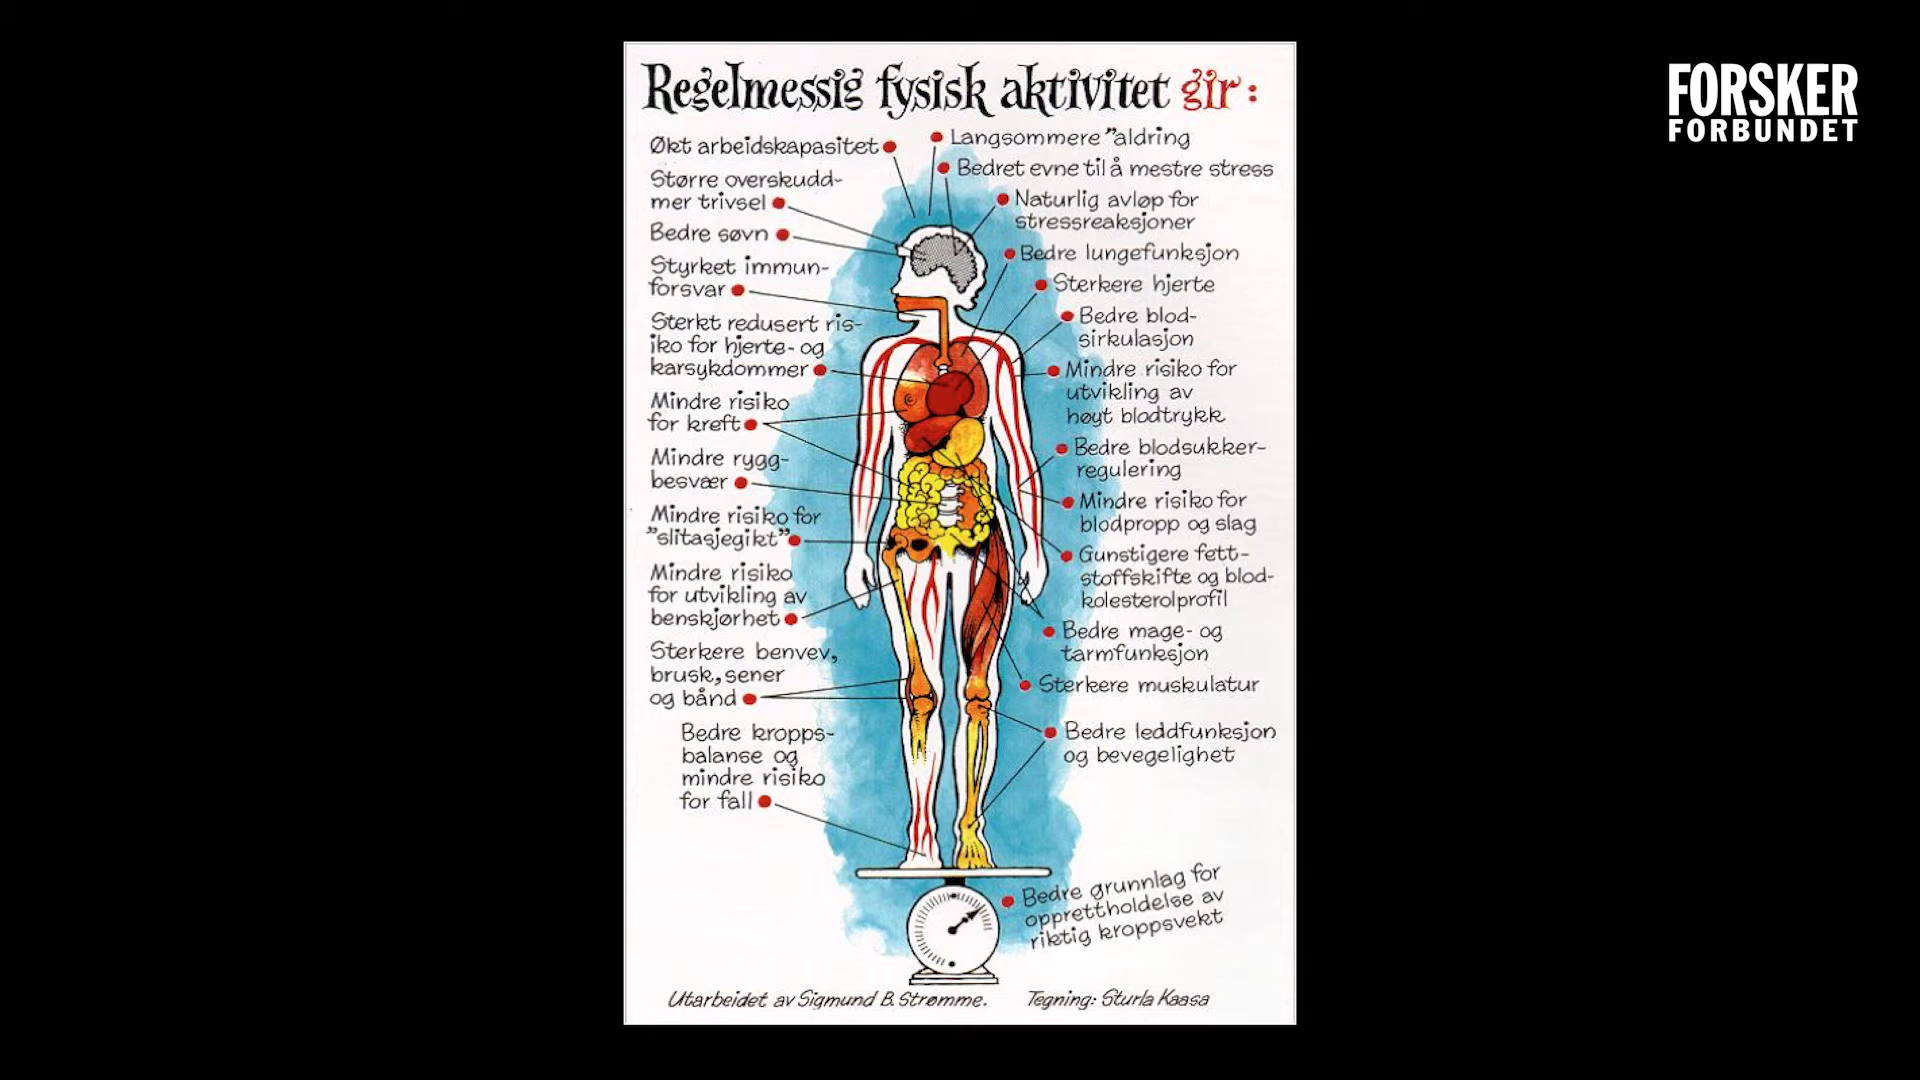 Regelmessig fysisk aktivitet gir:
Økt arbeidskapasitet
Større overskudd-
mer trivsel
Bedre søvn
Styrket immun-
forsvar
Sterkt redusert ris-
iko for hjerte- og
karsykdommer
Mindre risiko
for kreft
Mindre rygg-
besvær
Mindre risiko for
"slitasjegikt"
Mindre risiko
for utvikling av
benskjørhet
Sterkere benvev,
brusk, sener
og bånd
Bedre kropps-
balanse og
mindre risiko
for fall
Langsommere "aldring
Bedret evne til å mestre stress
Naturlig avløp for
stressreaksjoner
Bedre lungefunksjon
Sterkere hjerte
Bedre blod-
sirkulasjon
Mindre risiko for
utvikling av
høyt blodtrykk
Bedre blodsukker-
regulering
Mindre risiko for
blodpropp og slag
Gunstigere fett-
stoffskifte og blod-
kolesterolprofil
Bedre mage- og
tarmfunksjon
Sterkere muskulatur
Bedre leddfunksjon
og bevegelighet
Bedre grunnlag for
opprettholdelse av
riktig kroppsvekt
Utarbeidet av Sigmund B. Strømme. Tegning: Sturla Kaasa
FORSKER
FORBUNDET